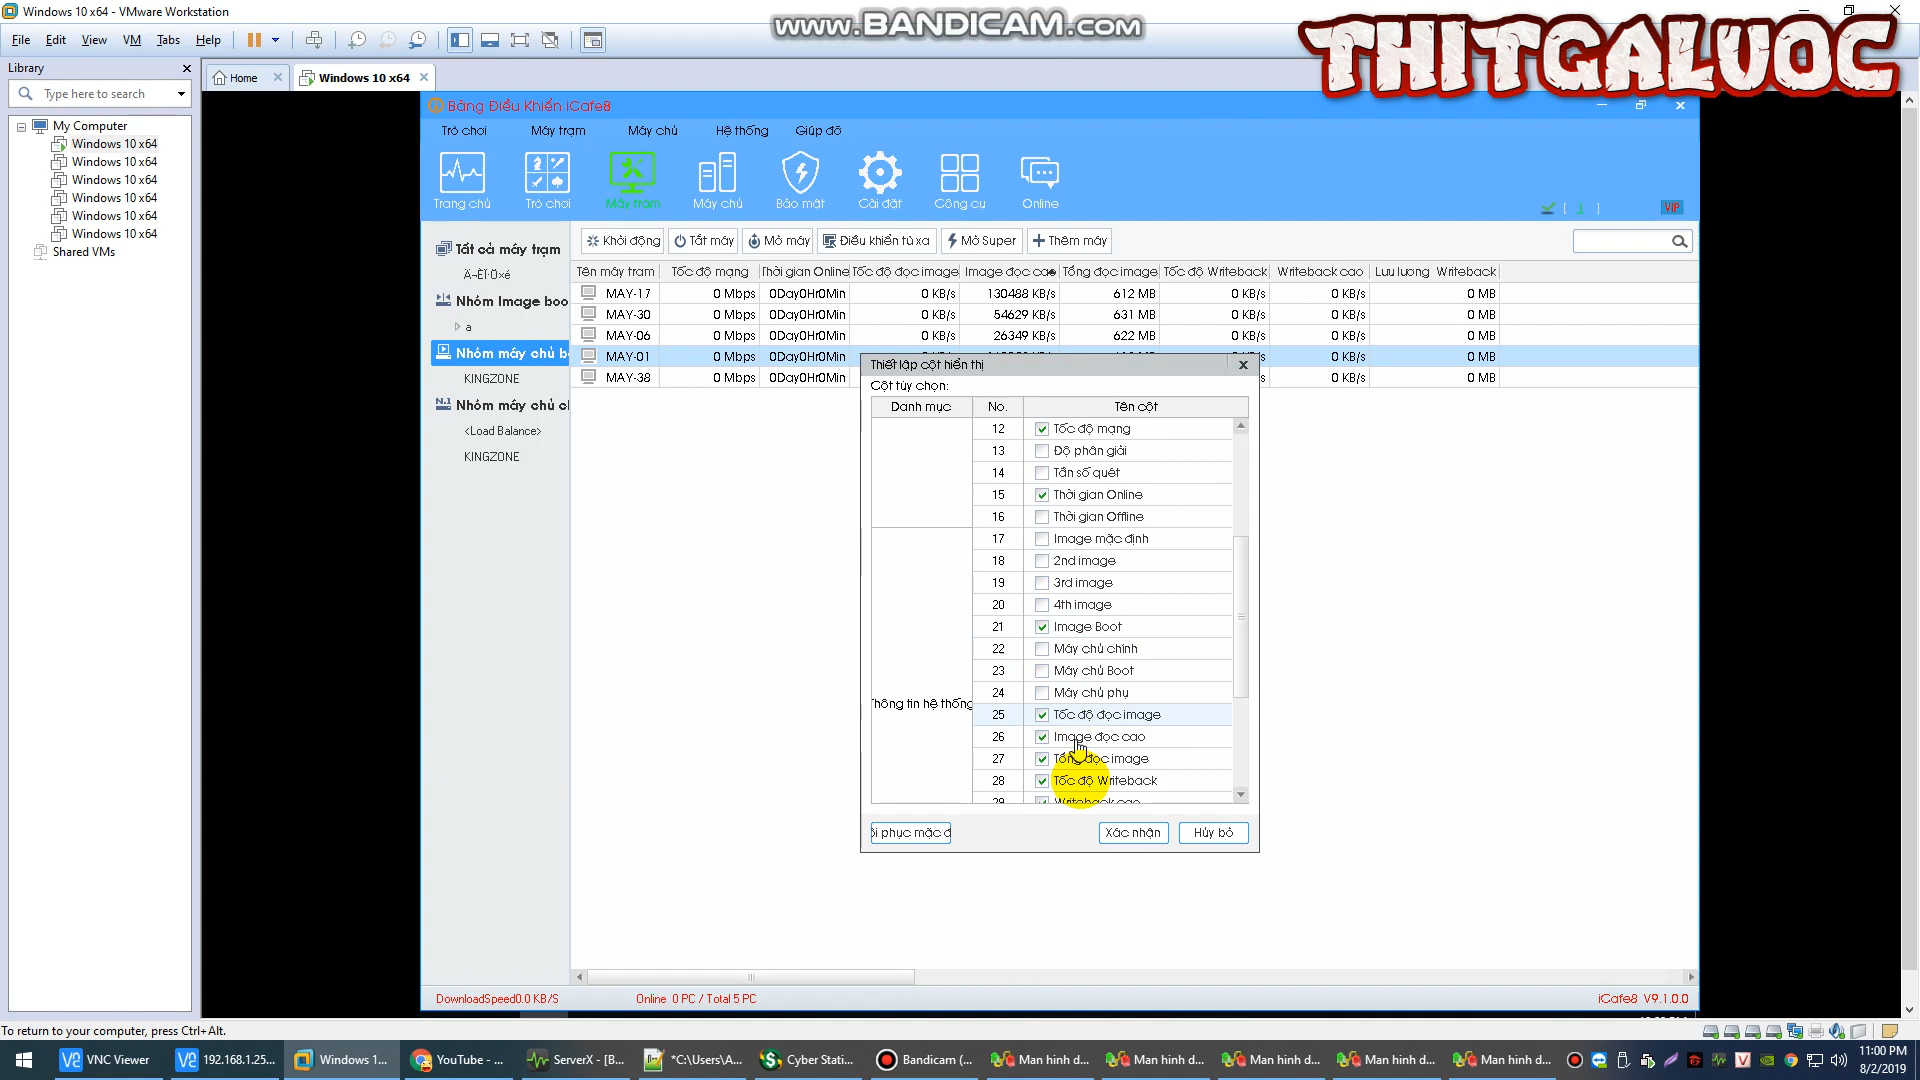 Windows 10 x64 - VMware Workstation
www.BANDICAM.com
THITGALUOC
File Edit View VM Tabs Help
Library
Home
Windows 10 x64
Type here to search
My Computer
Windows 10 x64
Windows 10 x64
Windows 10 x64
Windows 10 x64
Windows 10 x64
Windows 10 x64
Shared VMs
Bảng Điều Khiển iCafe8
Trò chơi Máy trạm Máy chủ Hệ thống Giúp đỡ
Trang chủ Trò chơi Máy trạm Máy chủ Bảo mật Cài đặt Công cụ Online
[ 1 ] VIP
Tất cả máy trạm
Nhóm Image boo
a
Nhóm máy chủ b
KINGZONE
Nhóm máy chủ c
<Load Balance>
KINGZONE
Khởi động Tắt máy Mở máy Điều khiển từ xa Mở Super Thêm máy
Tên máy trạm Tốc độ mạng Thời gian Online Tốc độ đọc image Image đọc cao Tổng đọc image Tốc độ Writeback Writeback cao Lưu lượng Writeback
MAY-17 0 Mbps 0Day0Hr0Min 0 KB/s 130488 KB/s 612 MB 0 KB/s 0 KB/s 0 MB
MAY-30 0 Mbps 0Day0Hr0Min 0 KB/s 54629 KB/s 631 MB 0 KB/s 0 KB/s 0 MB
MAY-06 0 Mbps 0Day0Hr0Min 0 KB/s 26349 KB/s 622 MB 0 KB/s 0 KB/s 0 MB
MAY-01 0 Mbps 0Day0Hr0Min 0 KB/s 0 MB
MAY-38 0 Mbps 0Day0Hr0Min 0 KB/s 0 MB
Thiết lập cột hiển thị
Cột tùy chọn:
Danh mục No. Tên cột
12 Tốc độ mạng
13 Độ phân giải
14 Tần số quét
15 Thời gian Online
16 Thời gian Offline
17 Image mặc định
18 2nd image
19 3rd image
20 4th image
21 Image Boot
22 Máy chủ chính
23 Máy chủ Boot
24 Máy chủ phụ
Thông tin hệ thống
25 Tốc độ đọc image
26 Image đọc cao
27 Tổng đọc image
28 Tốc độ Writeback
29 Writeback cao
ôi phục mặc đ Xác nhận Hủy bỏ
DownloadSpeed0.0 KB/S Online 0 PC / Total 5 PC iCafe8 V9.1.0.0
To return to your computer, press Ctrl+Alt.
VNC Viewer 192.168.1.25... Windows 1... YouTube - ... ServerX - [B... *C:\Users\A... Cyber Stati... Bandicam (... Man hinh d... Man hinh d... Man hinh d... Man hinh d... Man hinh d...
11:00 PM
8/2/2019